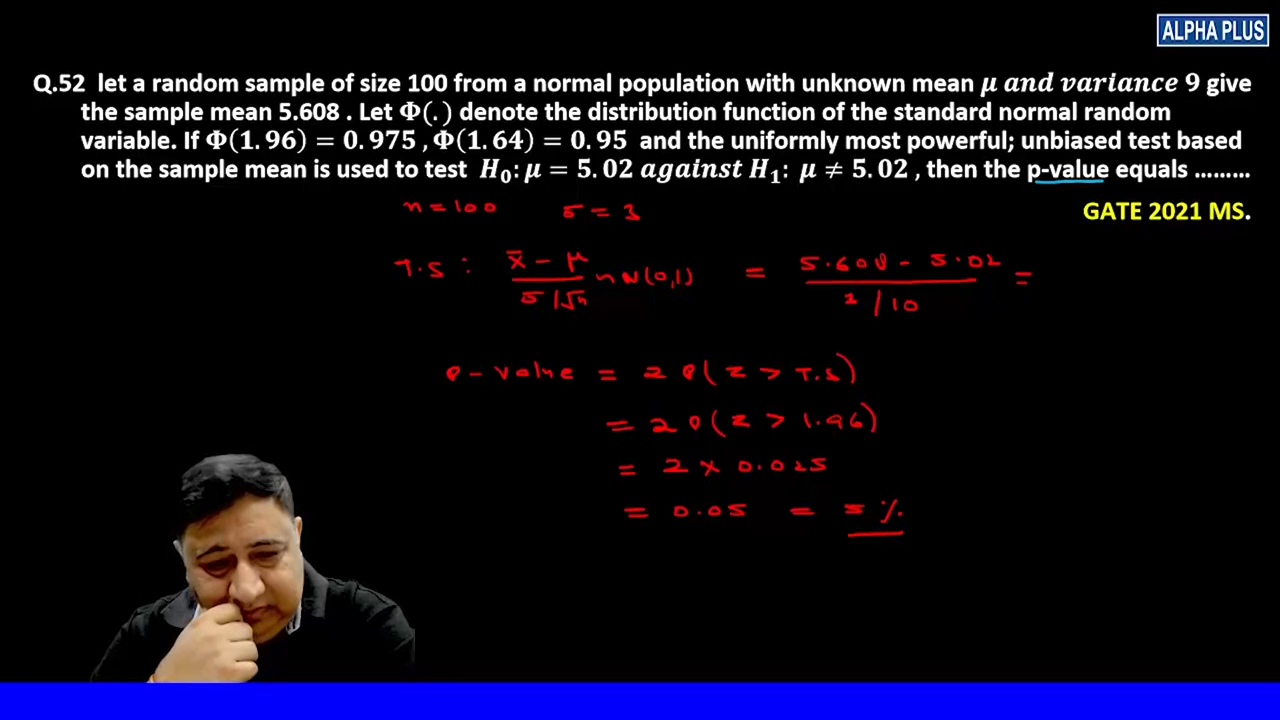 ALPHA PLUS
Q.52 let a random sample of size 100 from a normal population with unknown mean μ and variance 9 give
the sample mean 5.608 . Let Φ(.) denote the distribution function of the standard normal random
variable. If Φ(1.96) = 0.975 , Φ(1.64) = 0.95 and the uniformly most powerful; unbiased test based
on the sample mean is used to test H₀: μ = 5.02 against H₁: μ ≠ 5.02 , then the p-value equals .........
n = 100 σ = 3
GATE 2021 MS.
T.S : x̄ - μ / σ/√n ~ N(0,1) = 5.608 - 5.02 / /10 =
p-value = 2 P(Z > T.S)
= 2 P(Z > 1.96)
= 2 × 0.025
= 0.05 = 5 %